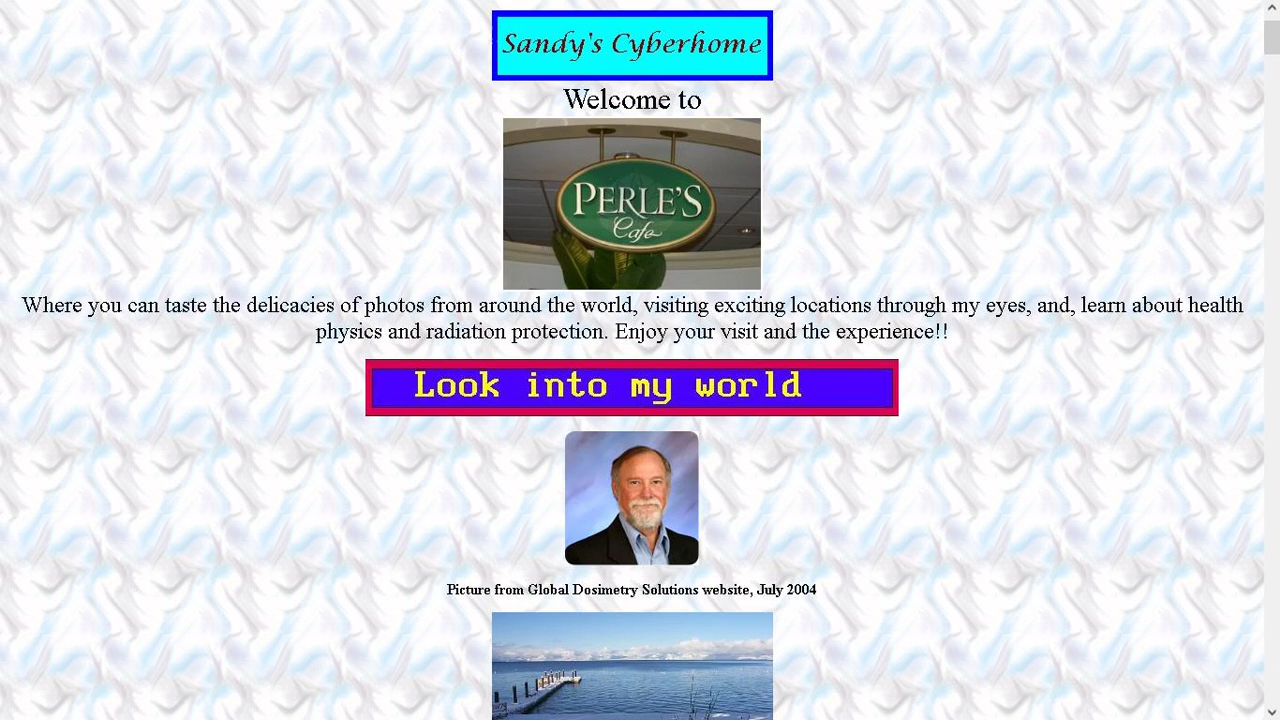 Sandy's Cyberhome
Welcome to
PERLE'S
Cafe
Where you can taste the delicacies of photos from around the world, visiting exciting locations through my eyes, and, learn about health
physics and radiation protection. Enjoy your visit and the experience!!
Look into my world
Picture from Global Dosimetry Solutions website, July 2004